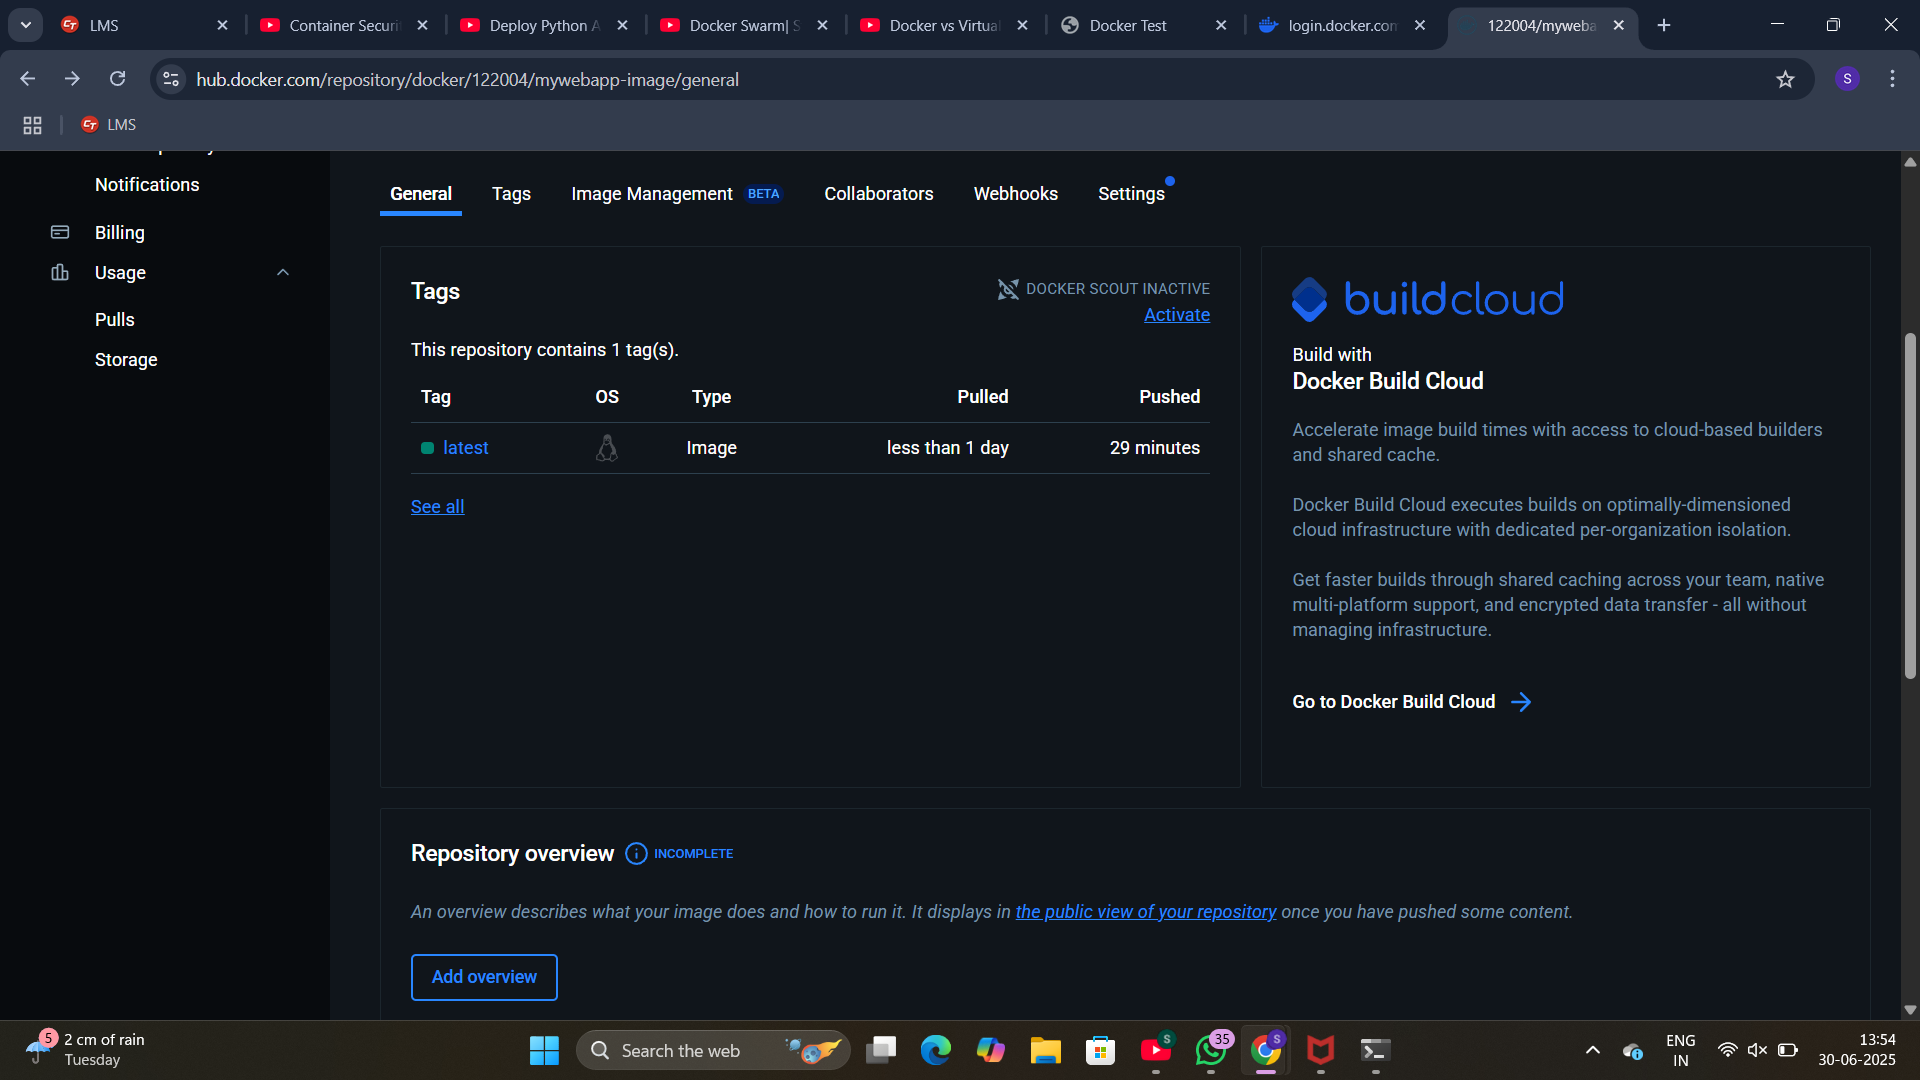 LMS
Container Securi
Deploy Python A
Docker Swarm| S
Docker vs Virtual
Docker Test
login.docker.com
122004/myweba
hub.docker.com/repository/docker/122004/mywebapp-image/general
S
LMS
Notifications
Billing
Usage
Pulls
Storage
General
Tags
Image Management BETA
Collaborators
Webhooks
Settings
Tags
DOCKER SCOUT INACTIVE
Activate
This repository contains 1 tag(s).
Tag OS Type Pulled Pushed
latest Image less than 1 day 29 minutes
See all
buildcloud
Build with
Docker Build Cloud
Accelerate image build times with access to cloud-based builders
and shared cache.
Docker Build Cloud executes builds on optimally-dimensioned
cloud infrastructure with dedicated per-organization isolation.
Get faster builds through shared caching across your team, native
multi-platform support, and encrypted data transfer - all without
managing infrastructure.
Go to Docker Build Cloud
Repository overview INCOMPLETE
An overview describes what your image does and how to run it. It displays in the public view of your repository once you have pushed some content.
Add overview
5
2 cm of rain
Tuesday
Search the web
S
35
S
ENG
IN
13:54
30-06-2025